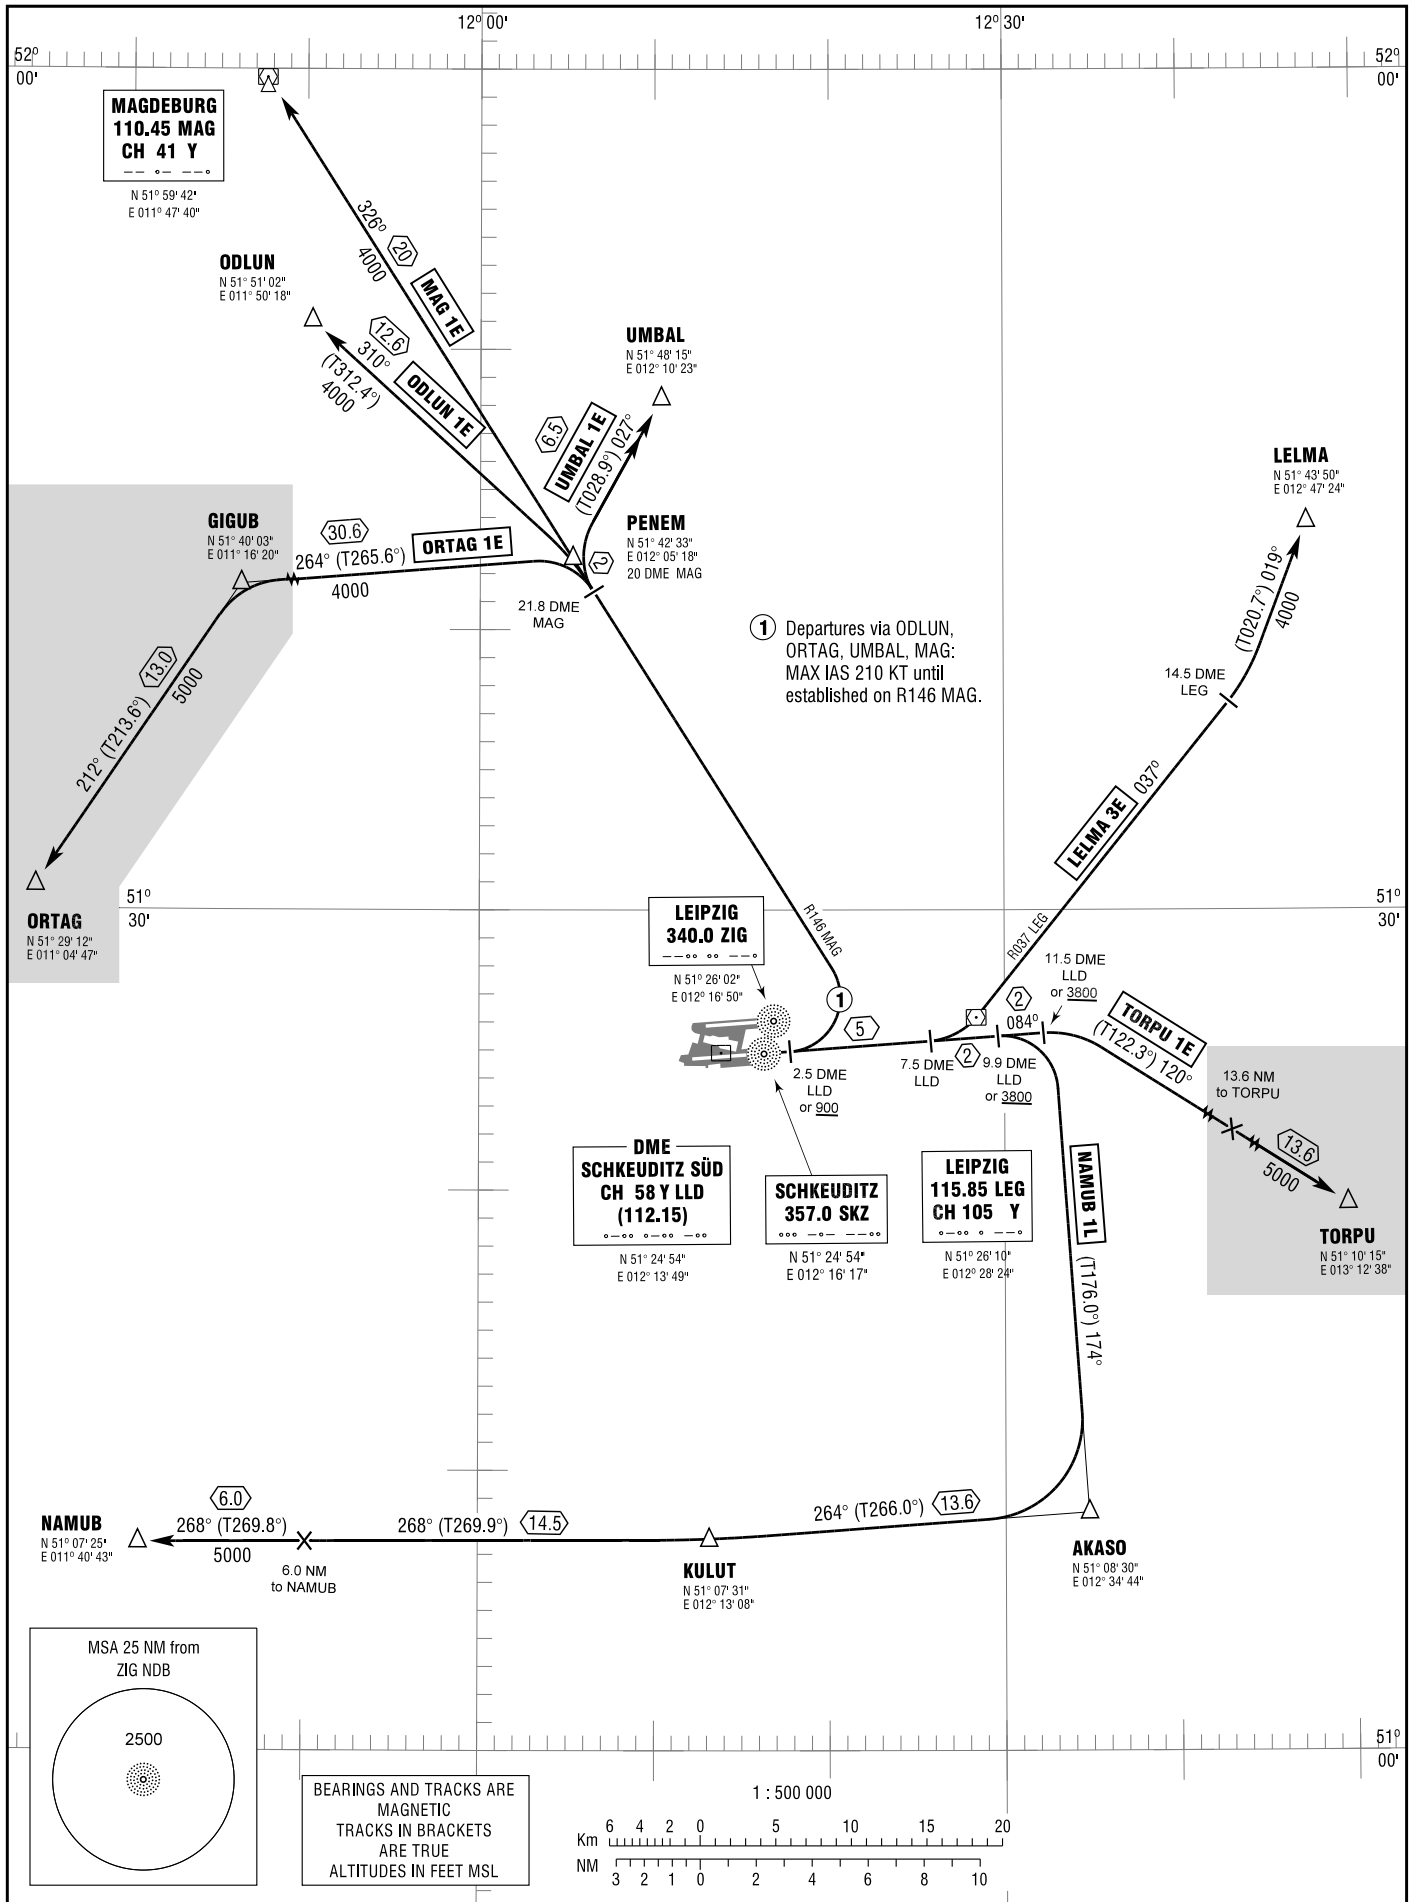 12º 00'
12º 30'
52º
00'
52º
00'
MAGDEBURG
110.45 MAG
CH 41 Y
N 51º 59' 42"
E 011º 47' 40"
326º
20
4000
MAG 1E
ODLUN
N 51° 51' 02"
E 011° 50' 18"
12.6
310°
(T312.4°)
4000
ODLUN 1E
UMBAL
N 51° 48' 15"
E 012° 10' 23"
6.5
UMBAL 1E
(T028.9°) 027°
LELMA
N 51° 43' 50"
E 012° 47' 24"
GIGUB
N 51° 40' 03"
E 011° 16' 20"
30.6
264° (T265.6°)
ORTAG 1E
4000
PENEM
N 51° 42' 33"
E 012° 05' 18"
20 DME MAG
2
21.8 DME
MAG
1 Departures via ODLUN,
ORTAG, UMBAL, MAG:
MAX IAS 210 KT until
established on R146 MAG.
(T020.7°) 019°
4000
14.5 DME
LEG
13.0
212° (T213.6°)
5000
LELMA 3E
037º
ORTAG
N 51° 29' 12"
E 011° 04' 47"
51º
30'
51º
30'
LEIPZIG
340.0 ZIG
N 51º 26' 02"
E 012º 16' 50"
R146 MAG
R037 LEG
1
5
2
084º
11.5 DME
LLD
or 3800
TORPU 1E
(T122.3°) 120°
2.5 DME
LLD
or 900
7.5 DME
LLD
2
9.9 DME
LLD
or 3800
13.6 NM
to TORPU
13.6
5000
DME
SCHKEUDITZ SÜD
CH 58 Y LLD
(112.15)
N 51° 24' 54"
E 012° 13' 49"
SCHKEUDITZ
357.0 SKZ
N 51° 24' 54"
E 012° 16' 17"
LEIPZIG
115.85 LEG
CH 105 Y
N 51º 26' 10"
E 012º 28' 24"
NAMUB 1L
(T176.0°) 174°
TORPU
N 51° 10' 15"
E 013° 12' 38"
NAMUB
N 51° 07' 25"
E 011° 40' 43"
6.0
268° (T269.8°)
5000
6.0 NM
to NAMUB
268° (T269.9°)
14.5
264° (T266.0°)
13.6
KULUT
N 51° 07' 31"
E 012° 13' 08"
AKASO
N 51° 08' 30"
E 012° 34' 44"
MSA 25 NM from
ZIG NDB
2500
51º
00'
BEARINGS AND TRACKS ARE
MAGNETIC
TRACKS IN BRACKETS
ARE TRUE
ALTITUDES IN FEET MSL
1 : 500 000
Km 6 4 2 0 5 10 15 20
NM 3 2 1 0 2 4 6 8 10